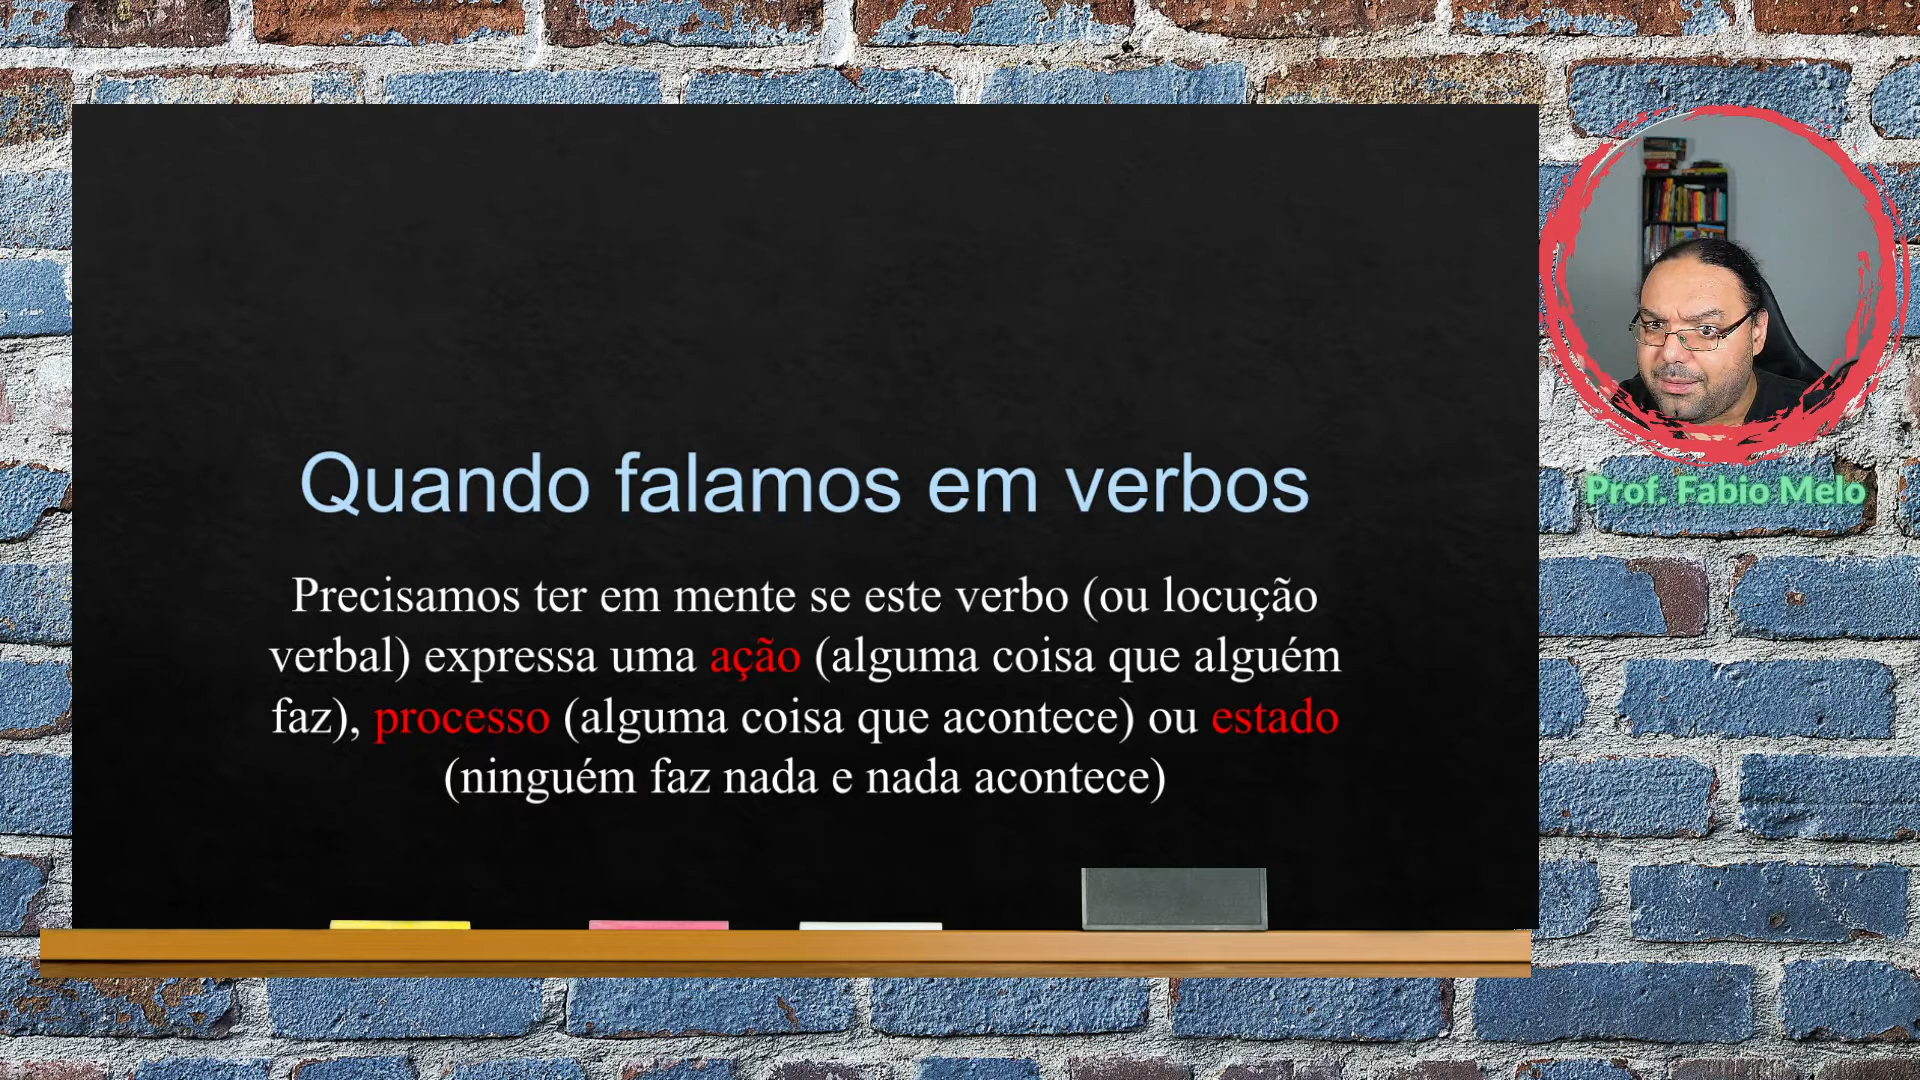 Quando falamos em verbos
Precisamos ter em mente se este verbo (ou locução
verbal) expressa uma ação (alguma coisa que alguém
faz), processo (alguma coisa que acontece) ou estado
(ninguém faz nada e nada acontece)
Prof. Fabio Melo